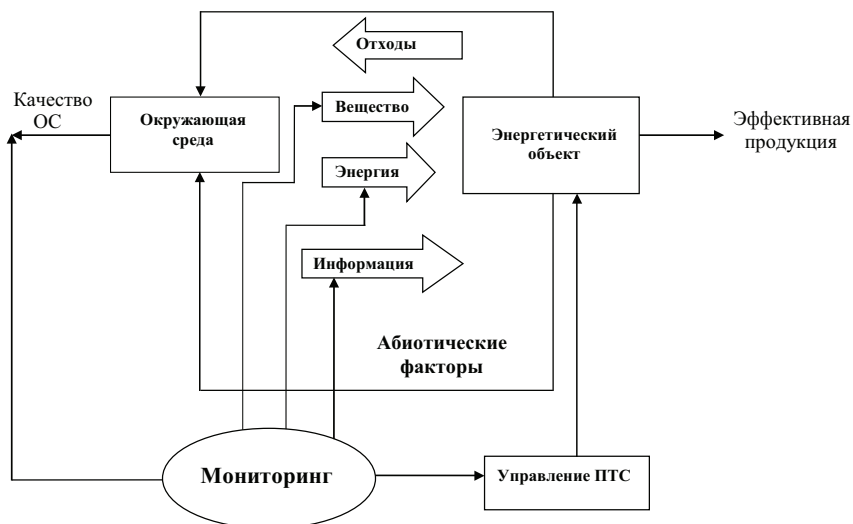 Отходы
Качество
ОС
Окружающая
среда
Вещество
Энергетический
объект
Эффективная
продукция
Энергия
Информация
Абиотические
факторы
Мониторинг
Управление ПТС